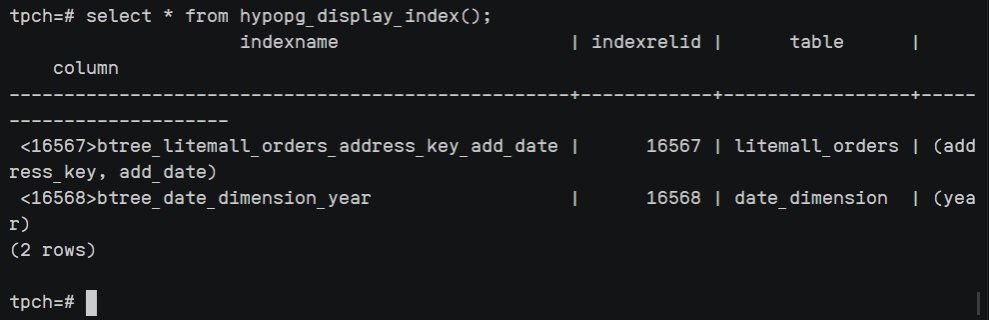 tpch=# select * from hypopg_display_index();
                     indexname                     | indexrelid |      table      |
    column
---------------------------------------------------+------------+-----------------+-----
--------------------
 <16567>btree_litemall_orders_address_key_add_date |      16567 | litemall_orders | (add
ress_key, add_date)
 <16568>btree_date_dimension_year                  |      16568 | date_dimension  | (yea
r)
(2 rows)
tpch=#